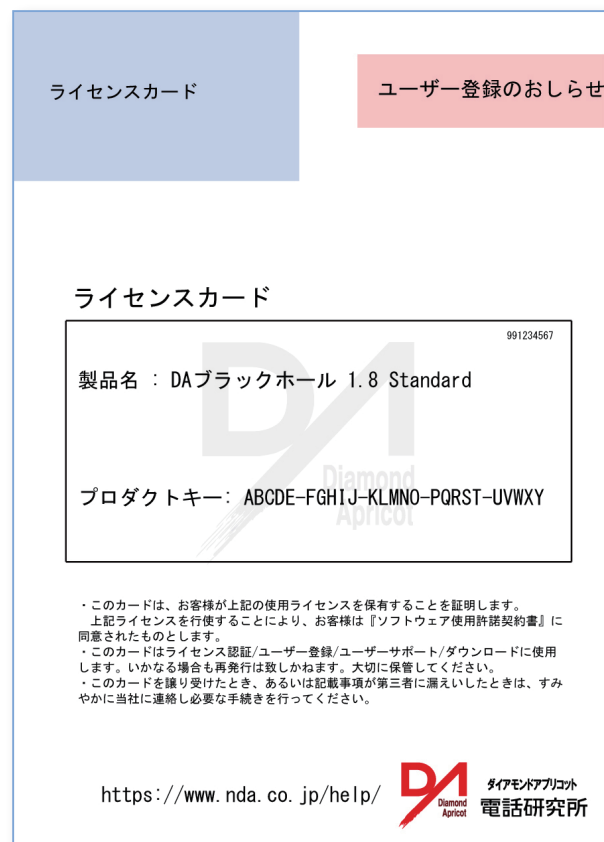 ライセンスカード
ユーザー登録のおしらせ
ライセンスカード
991234567
製品名 : DAブラックホール 1.8 Standard
プロダクトキー: ABCDE-FGHIJ-KLMNO-PQRST-UVWXY
DA
Diamond
Apricot
・このカードは、お客様が上記の使用ライセンスを保有することを証明します。
上記ライセンスを行使することにより、お客様は『ソフトウェア使用許諾契約書』に
同意されたものとします。
・このカードはライセンス認証/ユーザー登録/ユーザーサポート/ダウンロードに使用
します。いかなる場合も再発行は致しかねます。大切に保管してください。
・このカードを譲り受けたとき、あるいは記載事項が第三者に漏えいしたときは、すみ
やかに当社に連絡し必要な手続きを行ってください。
https://www.nda.co.jp/help/
DA
Diamond
Apricot
ダイアモンドアプリコット
電話研究所